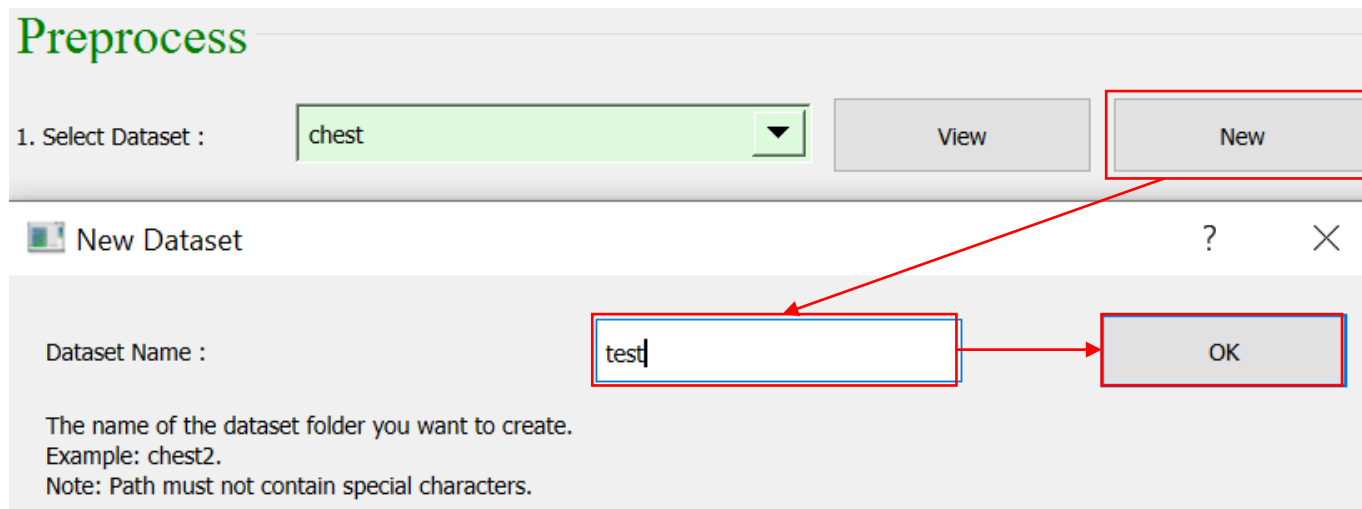 Preprocess
1. Select Dataset : chest View New
New Dataset ?
Dataset Name : test OK
The name of the dataset folder you want to create.
Example: chest2.
Note: Path must not contain special characters.